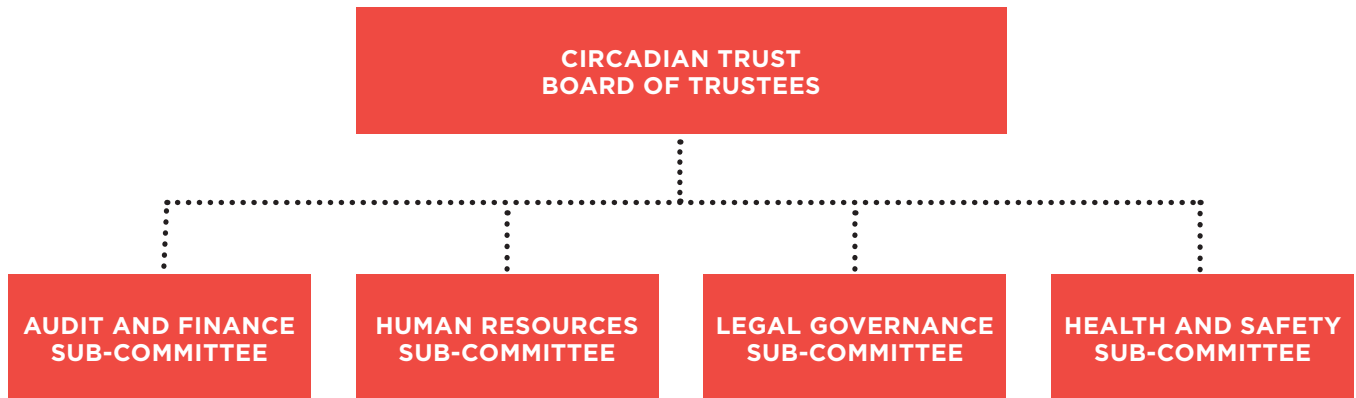 CIRCADIAN TRUST
BOARD OF TRUSTEES
AUDIT AND FINANCE
SUB-COMMITTEE
HUMAN RESOURCES
SUB-COMMITTEE
LEGAL GOVERNANCE
SUB-COMMITTEE
HEALTH AND SAFETY
SUB-COMMITTEE